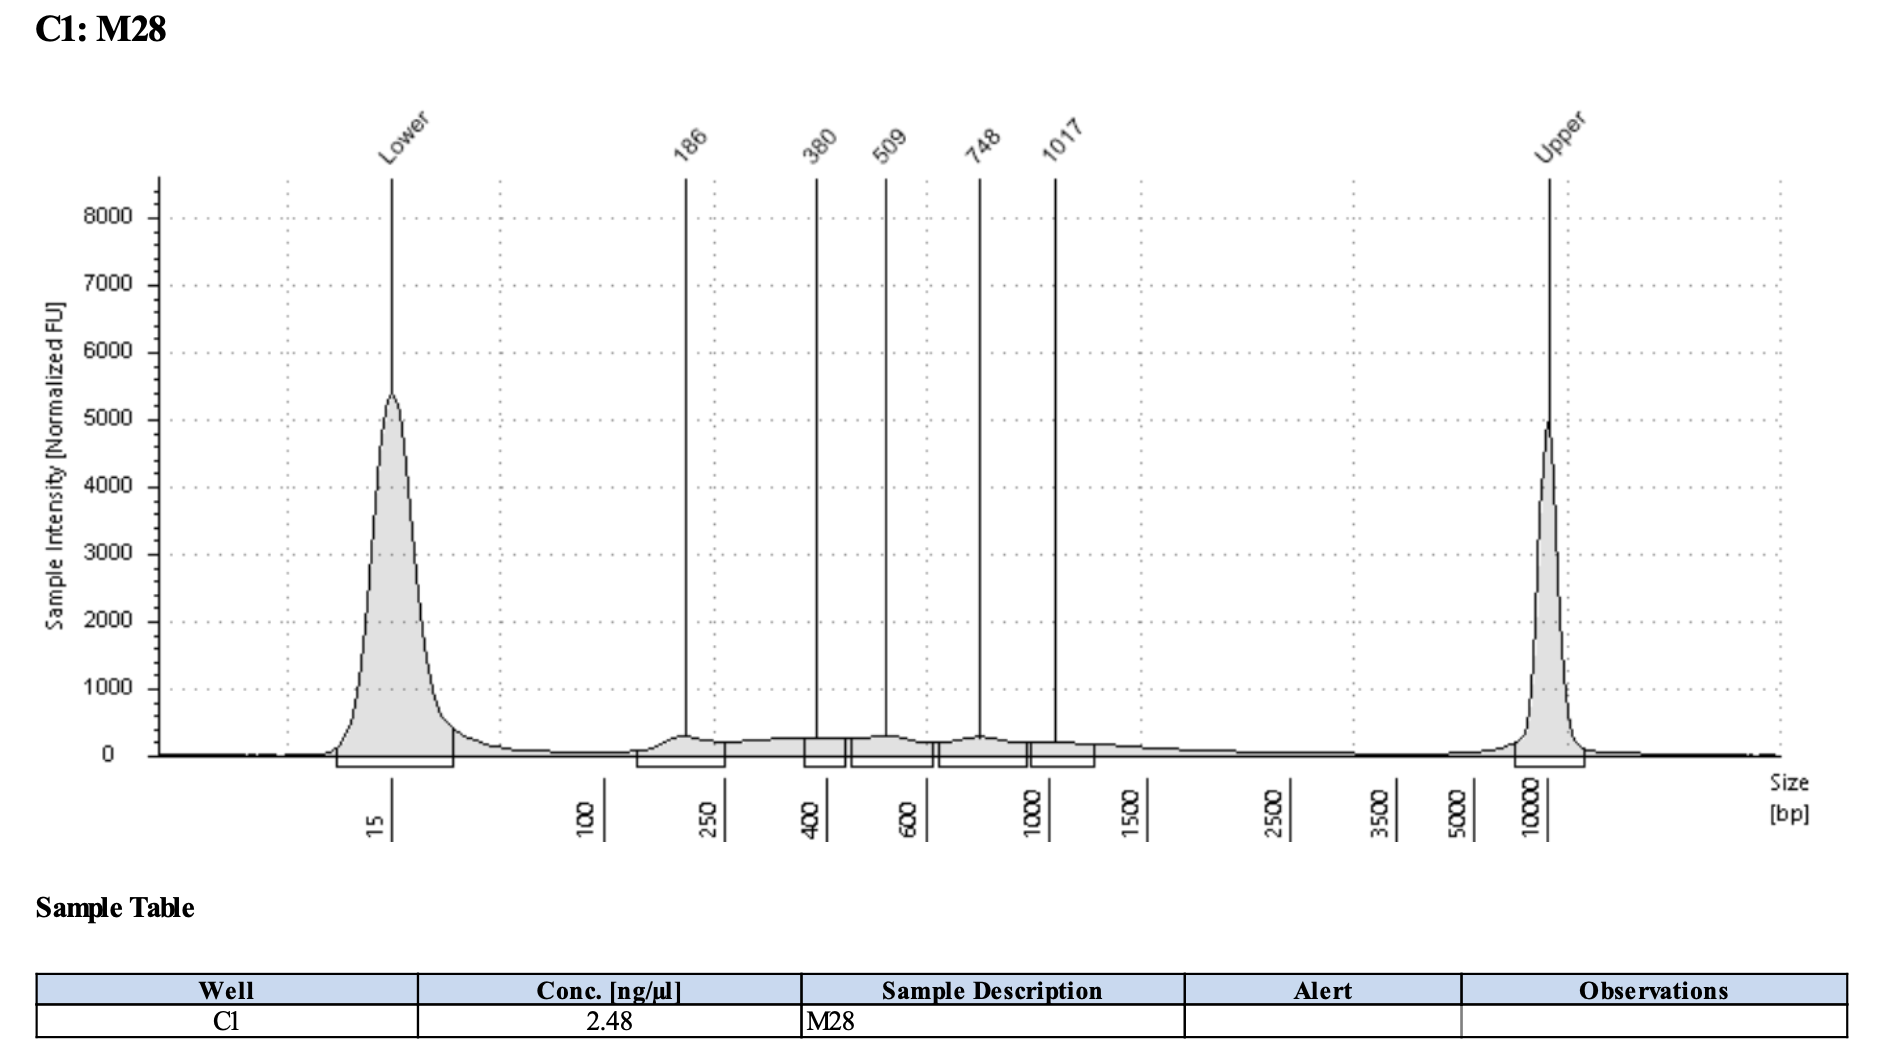 C1: M28
Lower
186
380
509
748
1017
Upper
8000
7000
6000
5000
4000
3000
2000
1000
0
Sample Intensity [Normalized FU]
15
100
250
400
600
1000
1500
2500
3500
5000
10000
Size
[bp]
Sample Table
Well Conc. [ng/µl] Sample Description Alert Observations
C1 2.48 M28